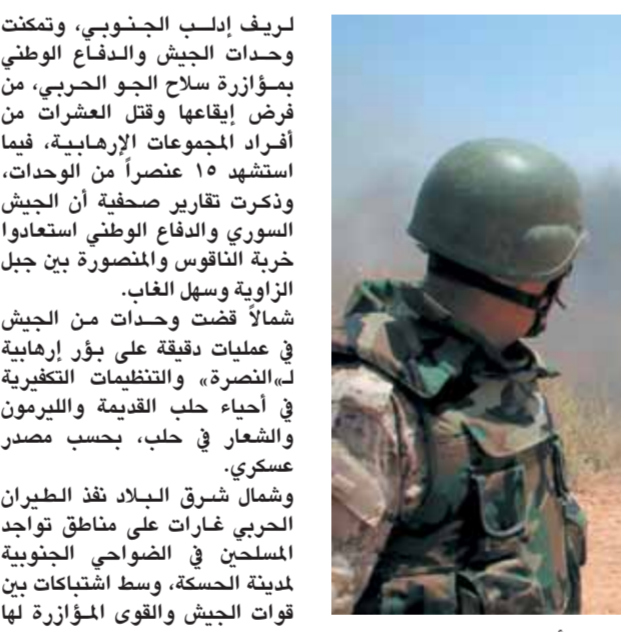 لريف إدلب الجنوبي، وتمكنت
وحدات الجيش والدفاع الوطني
بمؤازرة سلاح الجو الحربي، من
فرض إيقاعها وقتل العشرات من
أفراد المجموعات الإرهابية، فيما
استشهد ١٥ عنصراً من الوحدات،
وذكرت تقارير صحفية أن الجيش
السوري والدفاع الوطني استعادوا
خربة الناقوس والمنصورة بين جبل
الزاوية وسهل الغاب.
شمالاً قضت وحدات من الجيش
في عمليات دقيقة على بؤر إرهابية
لـ«النصرة» والتنظيمات التكفيرية
في أحياء حلب القديمة والليرمون
والشعار في حلب، بحسب مصدر
عسكري.
وشمال شرق البلاد نفذ الطيران
الحربي غارات على مناطق تواجد
المسلحين في الضواحي الجنوبية
لمدينة الحسكة، وسط اشتباكات بين
قوات الجيش والقوى المؤازرة لها